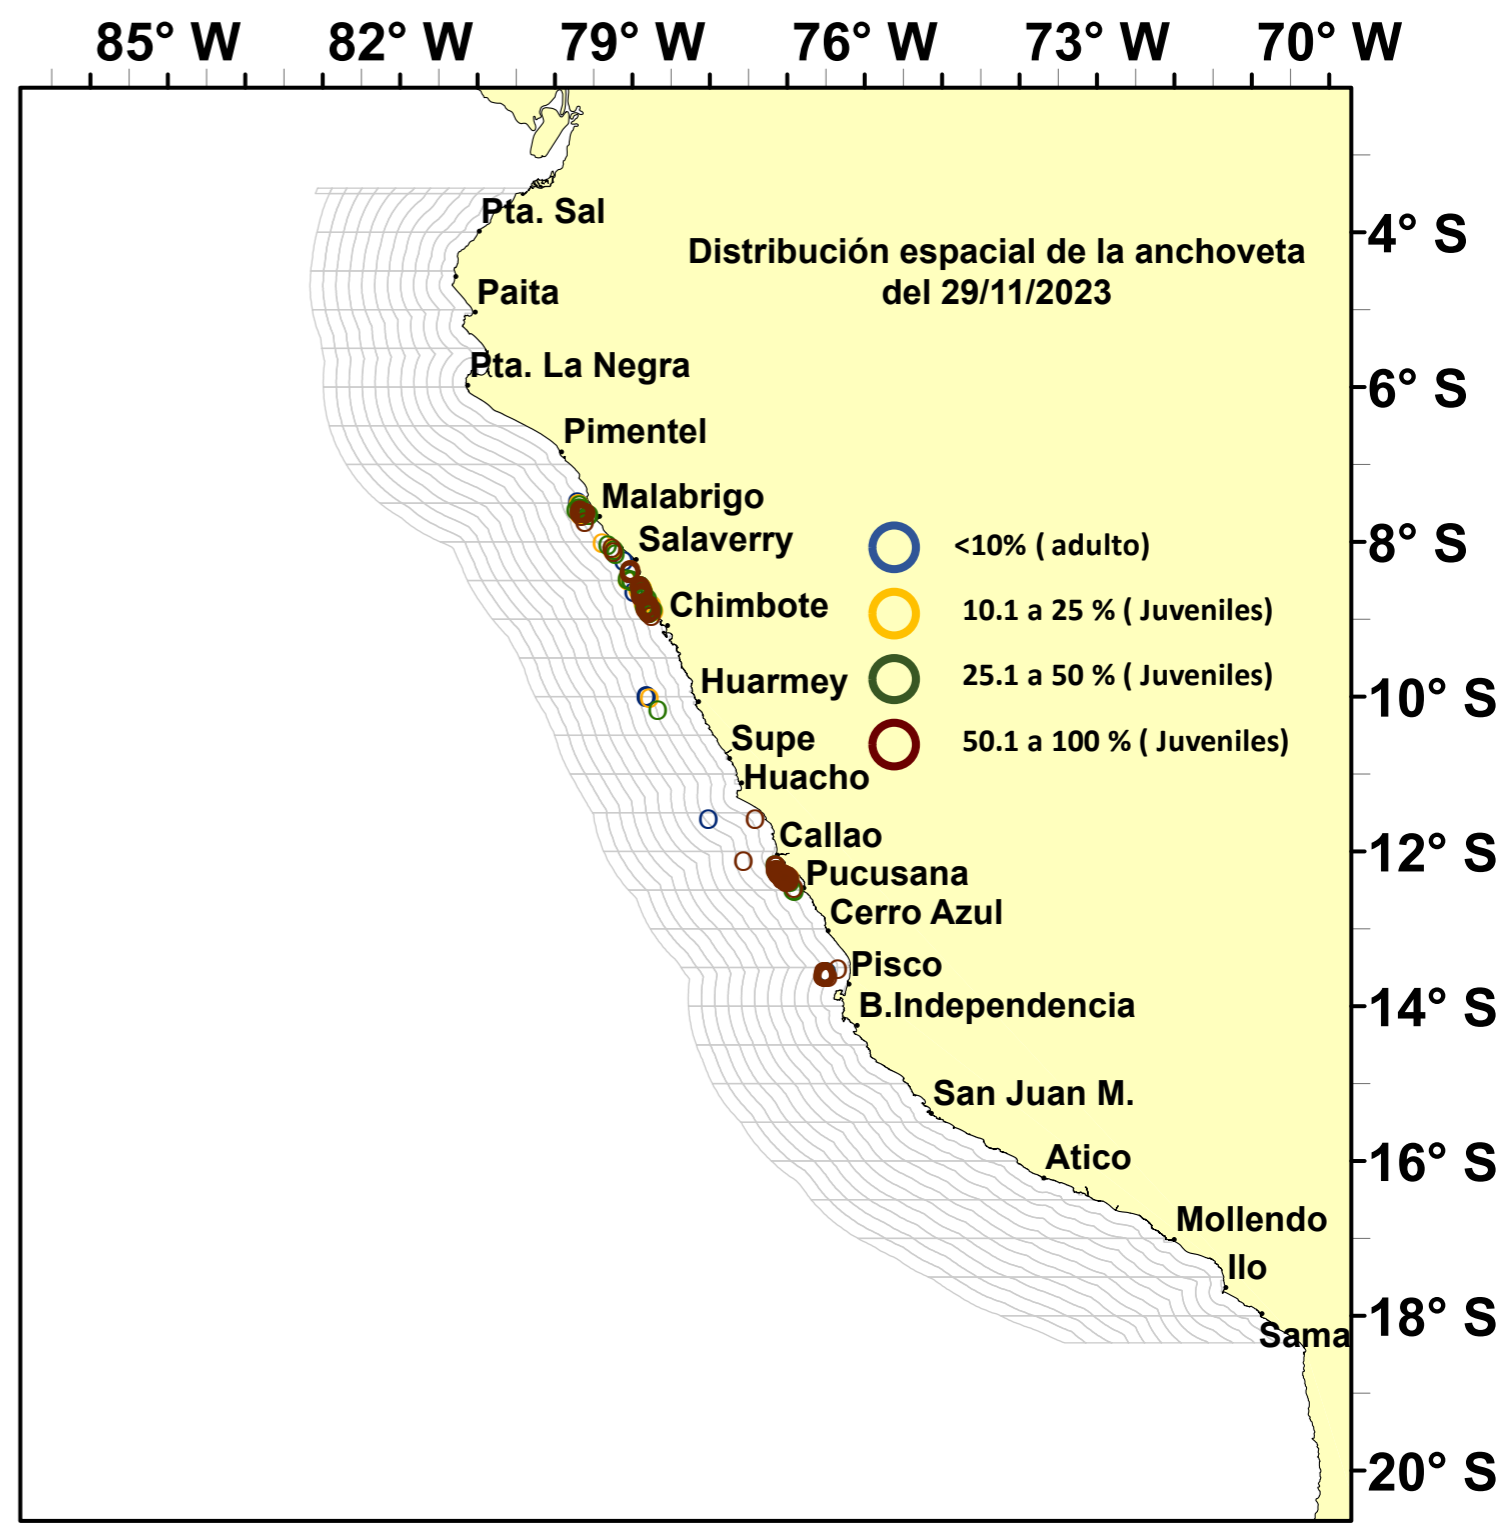 85° W 82° W 79° W 76° W 73° W 70° W
Pta. Sal
4° S
Distribución espacial de la anchoveta
del 29/11/2023
Paita
Pta. La Negra
6° S
Pimentel
Malabrigo
Salaverry
8° S
<10% ( adulto)
Chimbote
10.1 a 25 % ( Juveniles)
Huarmey
25.1 a 50 % ( Juveniles)
10° S
Supe
50.1 a 100 % ( Juveniles)
Huacho
Callao
12° S
Pucusana
Cerro Azul
Pisco
B.Independencia
14° S
San Juan M.
Atico
16° S
Mollendo
Ilo
18° S
Sama
20° S